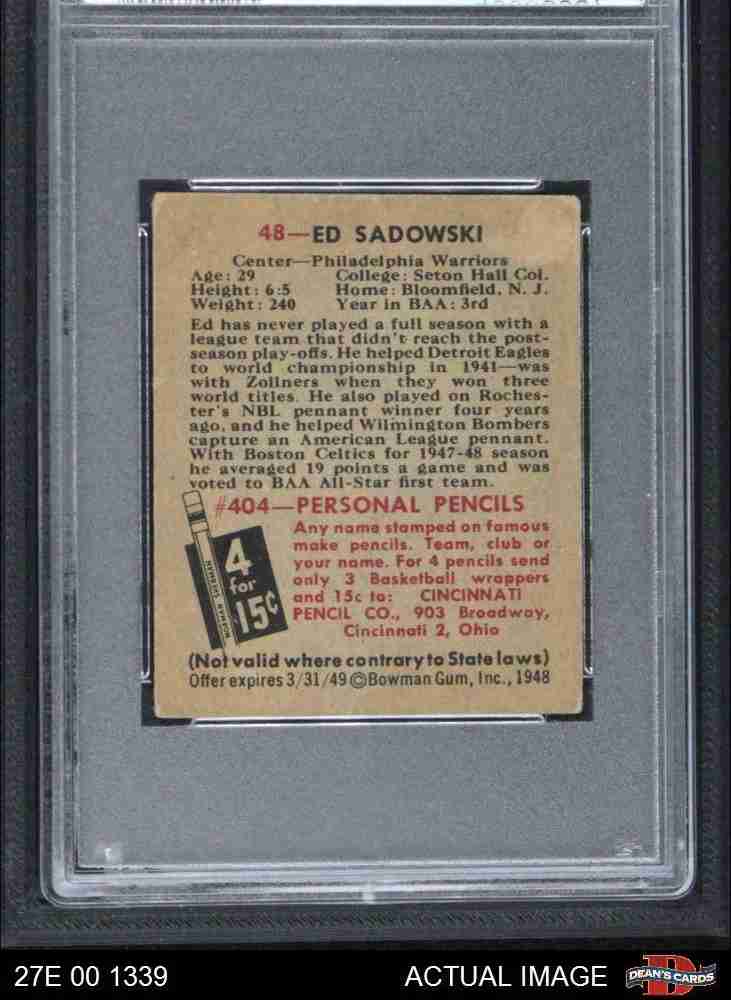 48—ED SADOWSKI
Center—Philadelphia Warriors
Age: 29 College: Seton Hall Col.
Height: 6:5 Home: Bloomfield, N. J.
Weight: 240 Year in BAA: 3rd
Ed has never played a full season with a
league team that didn't reach the post-
season play-offs. He helped Detroit Eagles
to world championship in 1941—was
with Zollners when they won three
world titles. He also played on Roches-
ter's NBL pennant winner four years
ago, and he helped Wilmington Bombers
capture an American League pennant.
With Boston Celtics for 1947-48 season
he averaged 19 points a game and was
voted to BAA All-Star first team.
#404—PERSONAL PENCILS
4
for
15¢
Any name stamped on famous
make pencils. Team, club or
your name. For 4 pencils send
only 3 Basketball wrappers
and 15c to: CINCINNATI
PENCIL CO., 903 Broadway,
Cincinnati 2, Ohio
(Not valid where contrary to State laws)
Offer expires 3/31/49 ©Bowman Gum, Inc., 1948
27E 00 1339
ACTUAL IMAGE
DEAN'S CARDS